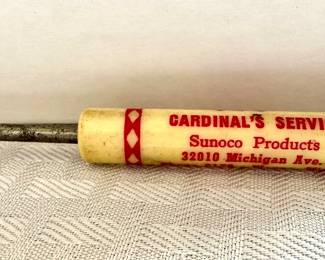 CARDINAL'S SERVI
Sunoco Products
32010 Michigan Ave.